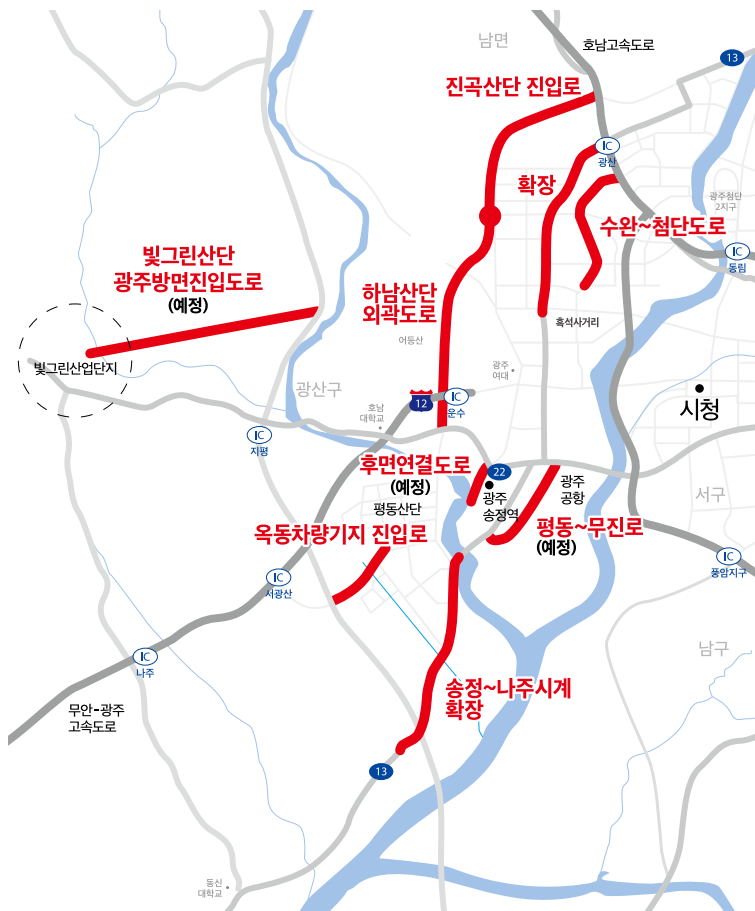 남면
호남고속도로
13
진곡산단 진입로
IC
광산
확장
광주첨단
2지구
수완~첨단도로
IC
동림
빛그린산단
광주방면진입도로
(예정)
하남산단
외곽도로
흑석사거리
어등산
빛그린산업단지
광주
여대
광산구
12
IC
운수
호남
대학교
시청
IC
지평
후면연결도로
(예정)
22
광주
송정역
광주
공항
서구
평동산단
옥동차량기지 진입로
평동~무진로
(예정)
IC
서광산
IC
풍암지구
IC
나주
남구
송정~나주시계
확장
무안-광주
고속도로
13
동신
대학교